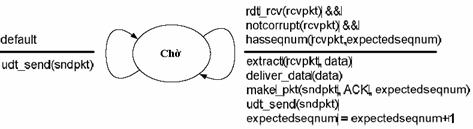 default
udt_send(sndpkt)
Chờ
rdt_rcv(rcvpkt) &&
notcorrupt(rcvpkt) &&
hasseqnum(rcvpkt,expectedseqnum)
extract(rcvpkt, data)
deliver_data(data)
make_pkt(sndpkt, ACK, expectedseqnum)
udt_send(sndpkt)
expectedseqnum = expectedseqnum+1